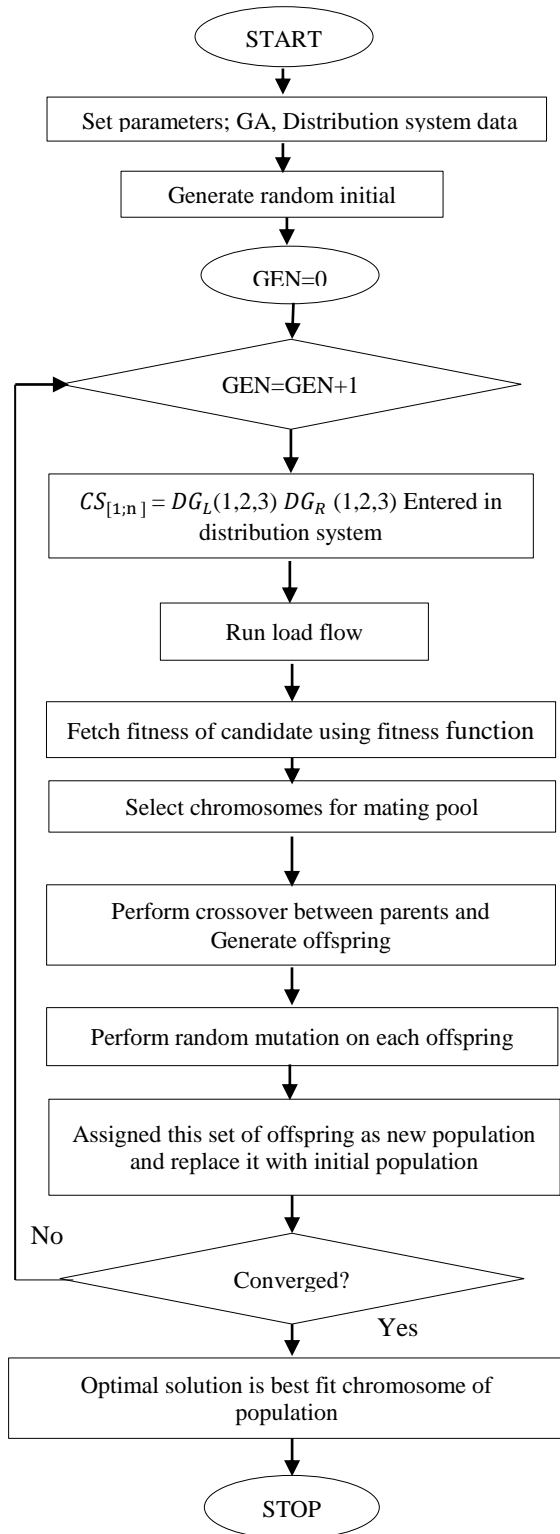 START
Set parameters; GA, Distribution system data
Generate random initial
GEN=0
GEN=GEN+1
CS[1;n ] = DGL(1,2,3) DGR (1,2,3) Entered in
distribution system
Run load flow
Fetch fitness of candidate using fitness function
Select chromosomes for mating pool
Perform crossover between parents and
Generate offspring
Perform random mutation on each offspring
Assigned this set of offspring as new population
and replace it with initial population
No
Converged?
Yes
Optimal solution is best fit chromosome of
population
STOP